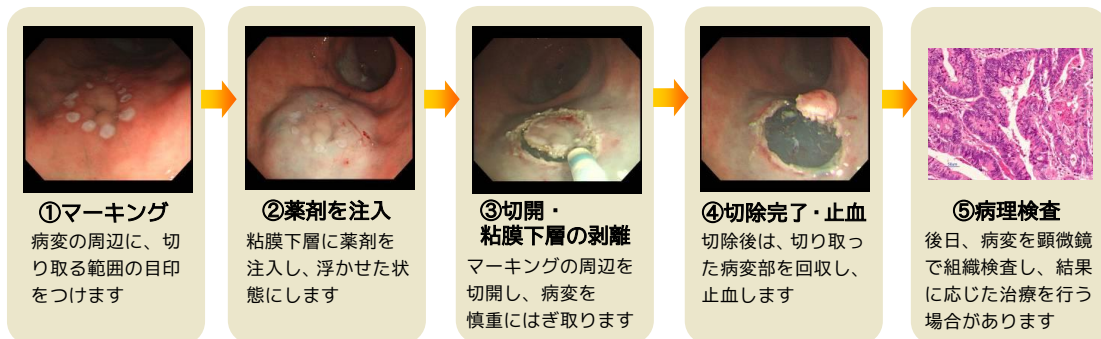 ①マーキング
病変の周辺に、切
り取る範囲の目印
をつけます
②薬剤を注入
粘膜下層に薬剤を
注入し、浮かせた状
態にします
③切開・
粘膜下層の剥離
マーキングの周辺を
切開し、病変を
慎重にはぎ取ります
④切除完了・止血
切除後は、切り取っ
た病変部を回収し、
止血します
⑤病理検査
後日、病変を顕微鏡
で組織検査し、結果
に応じた治療を行う
場合があります